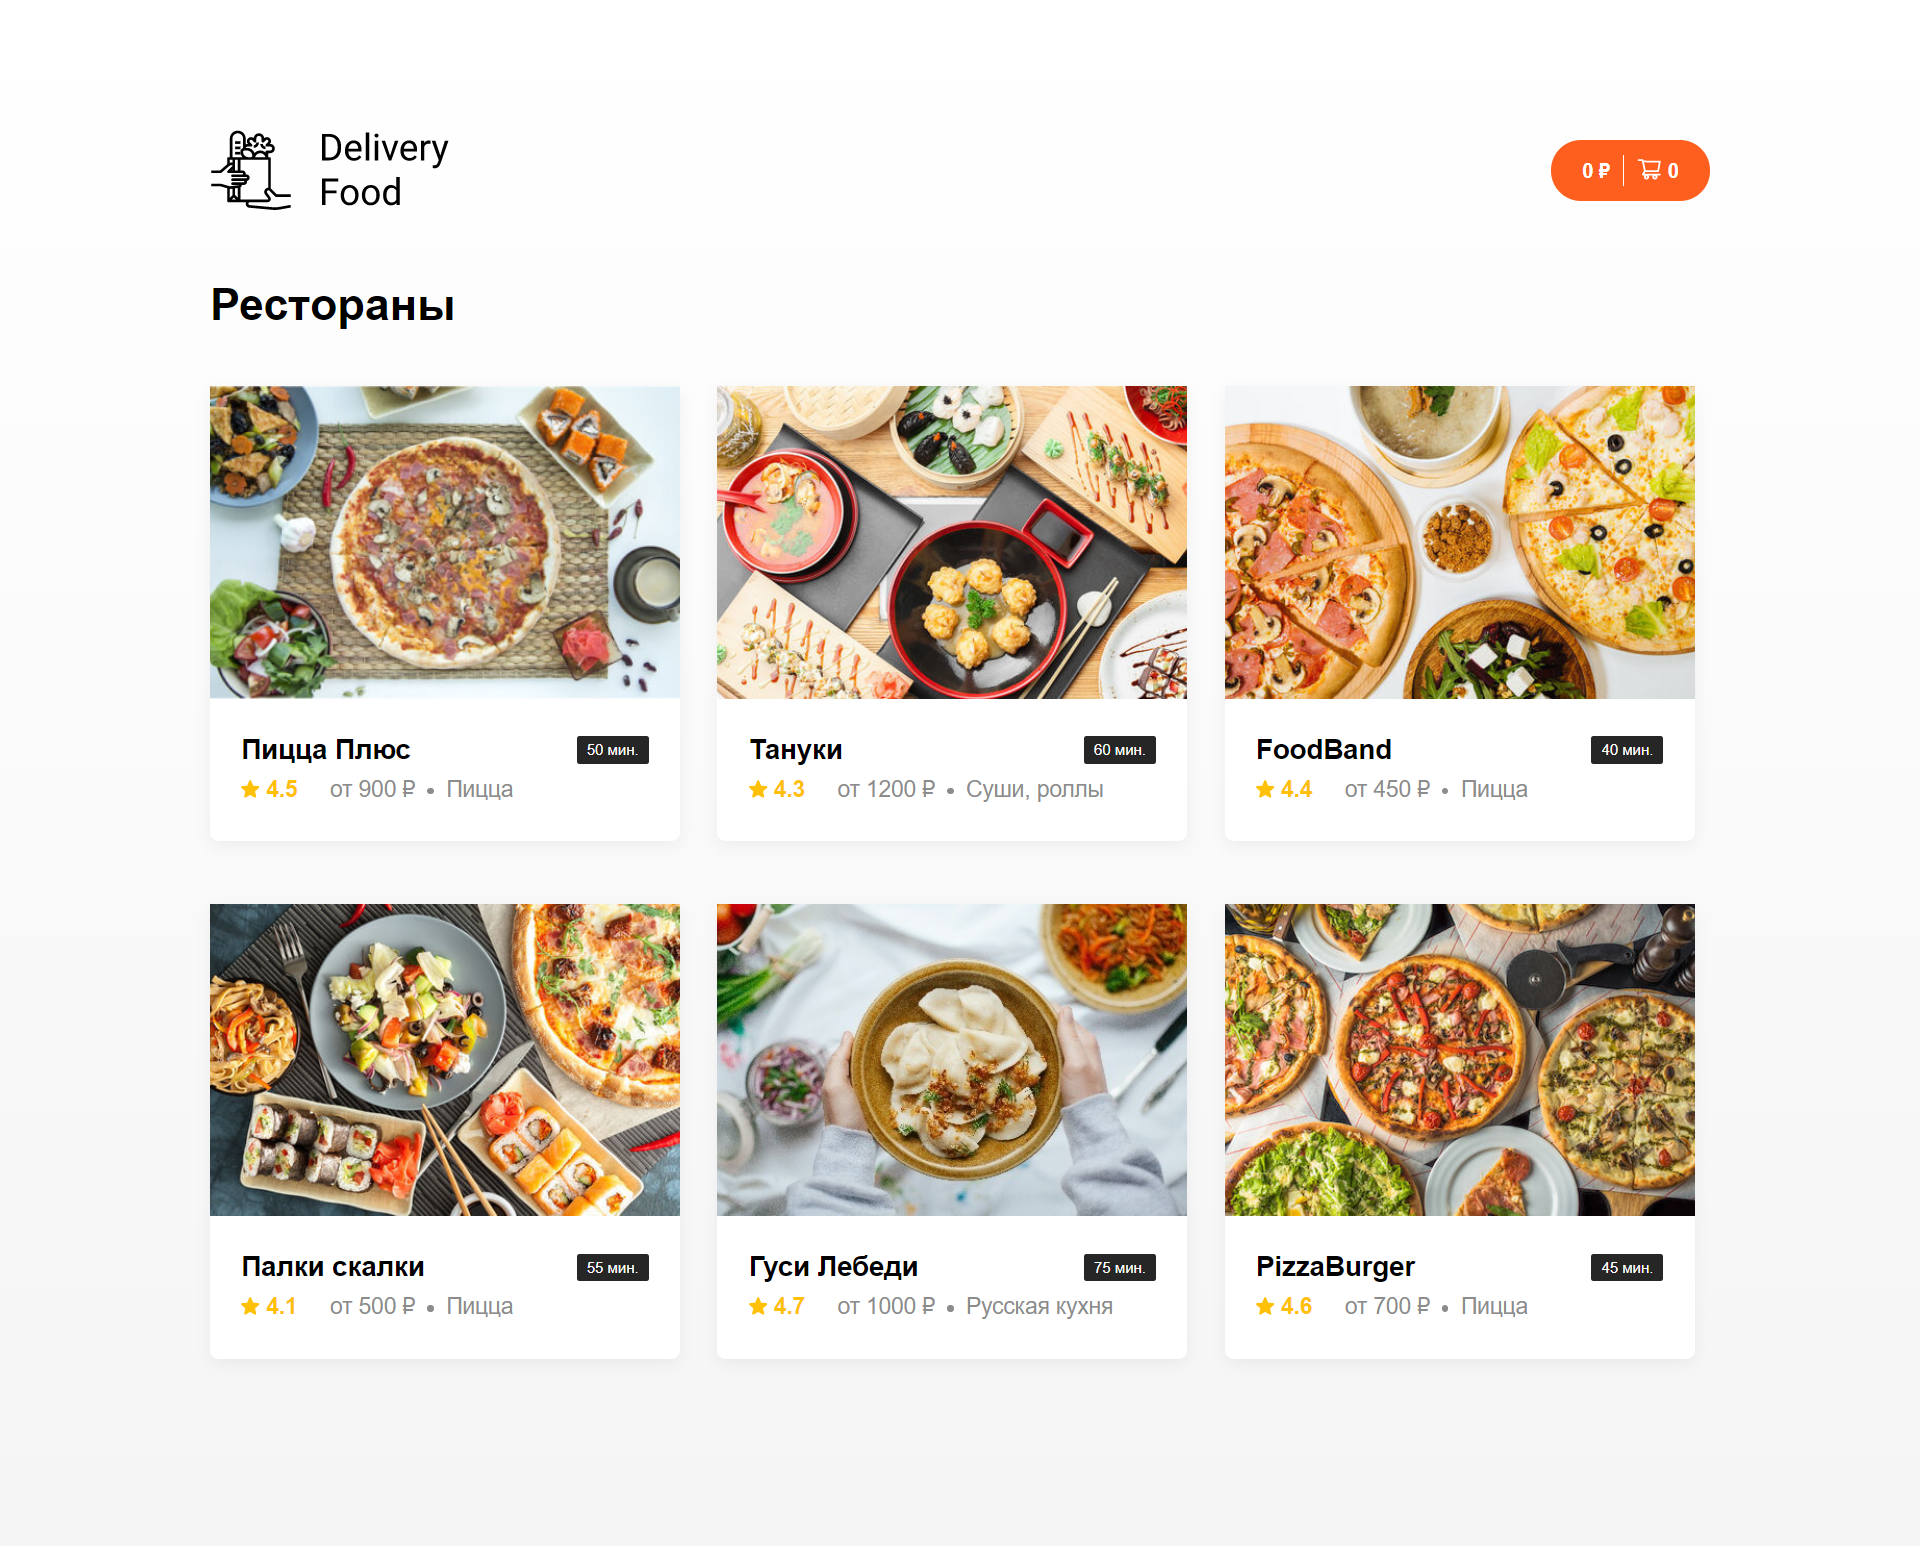 Delivery
Food
0 ₽ 0
Рестораны
Пицца Плюс 50 мин.
4.5 от 900 ₽ • Пицца
Тануки 60 мин.
4.3 от 1200 ₽ • Суши, роллы
FoodBand 40 мин.
4.4 от 450 ₽ • Пицца
Палки скалки 55 мин.
4.1 от 500 ₽ • Пицца
Гуси Лебеди 75 мин.
4.7 от 1000 ₽ • Русская кухня
PizzaBurger 45 мин.
4.6 от 700 ₽ • Пицца